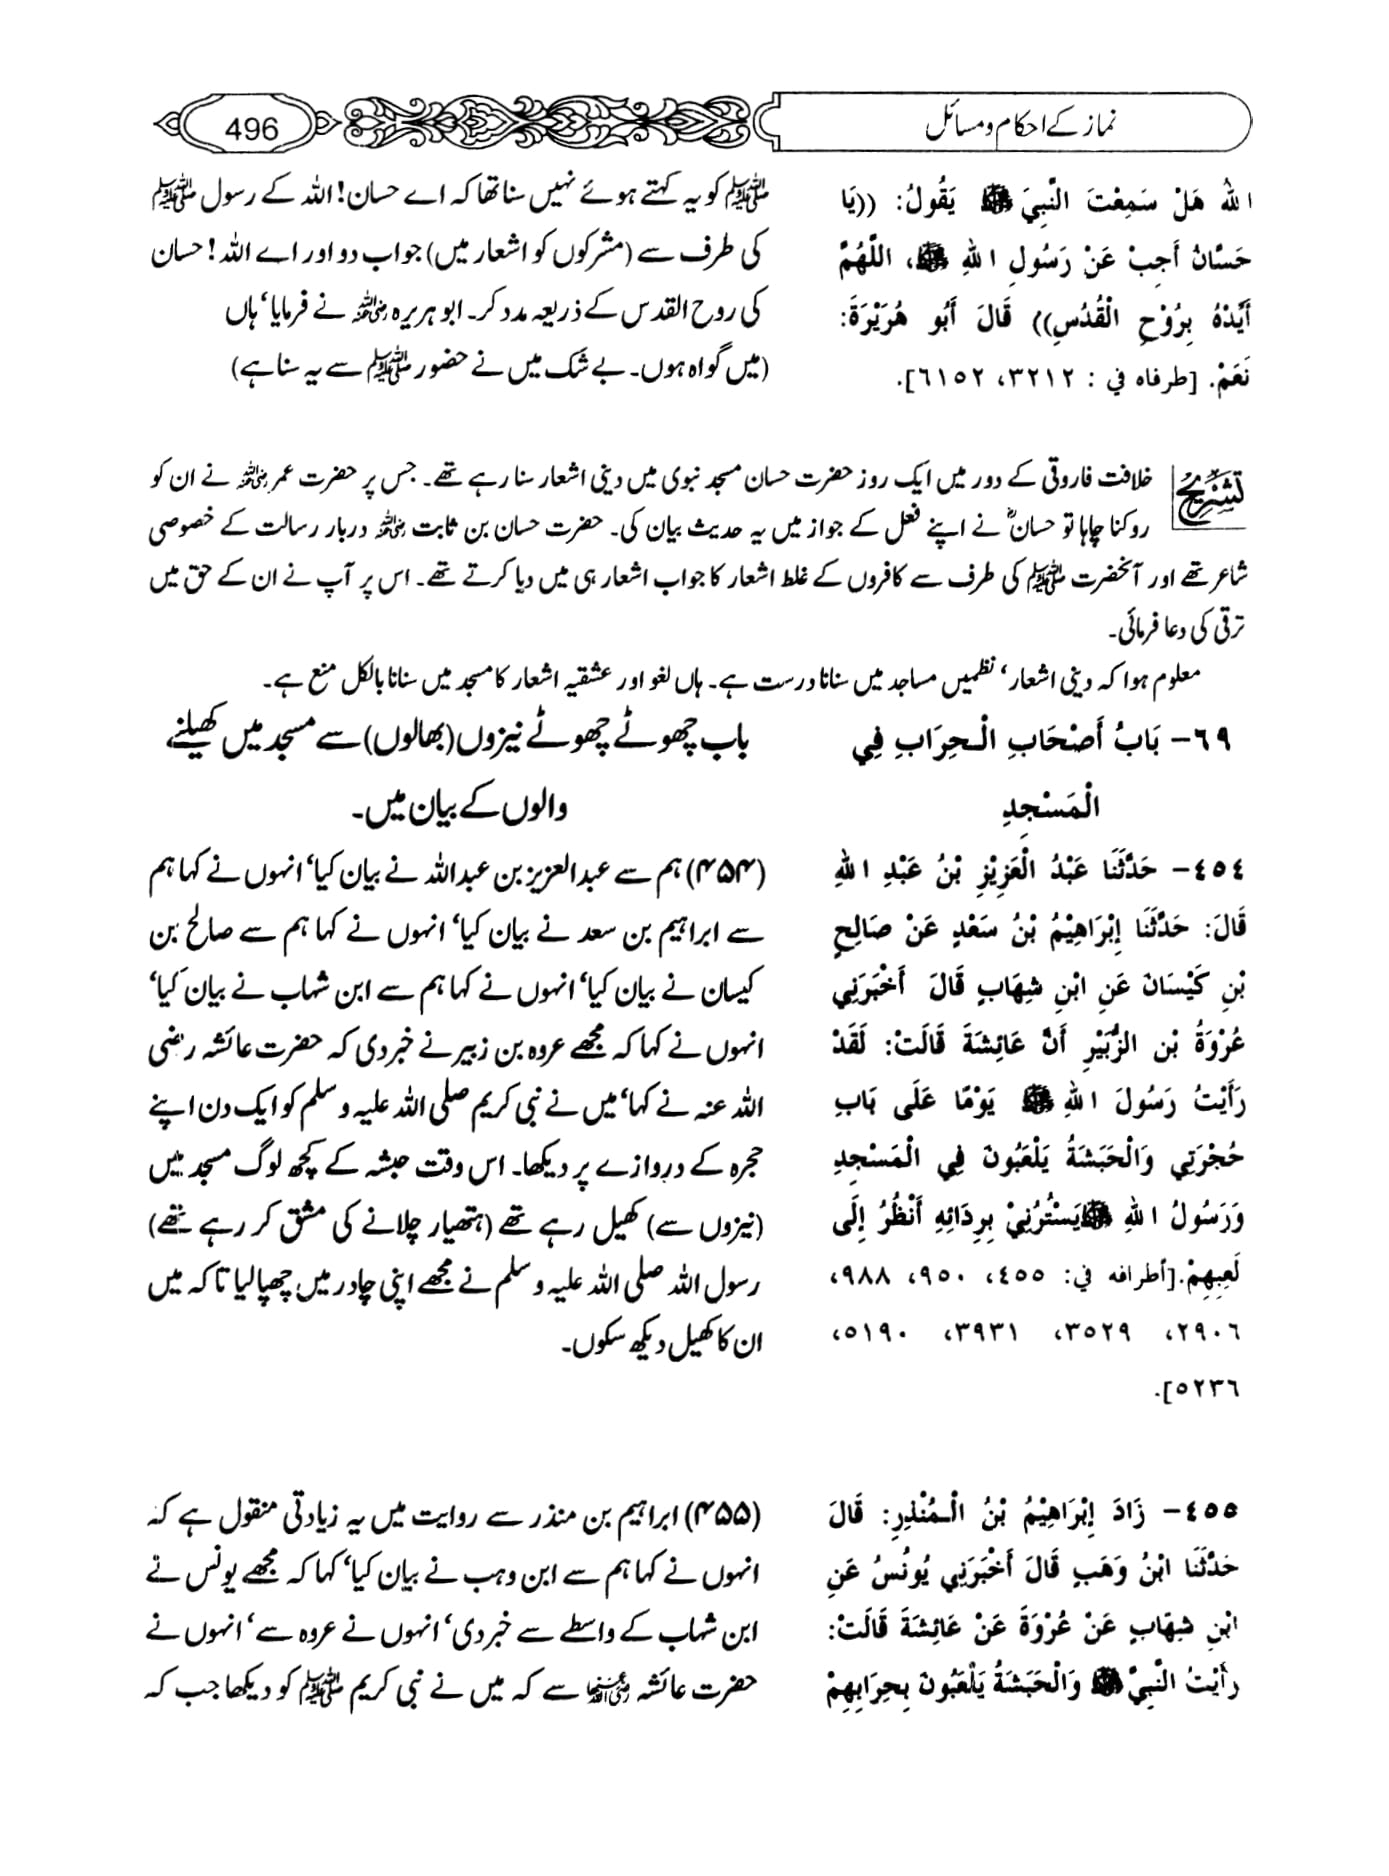 نماز کے احکام و مسائل
496
اللهَ هَلْ سَمِعْتَ النَّبِيَّ ﷺ يَقُولُ: ((يَا
حَسَّانُ أَجِبْ عَنْ رَسُولِ اللهِ ﷺ، اللَّهُمَّ
أَيِّدْهُ بِرُوْحِ الْقُدُسِ)) قَالَ أَبُو هُرَيْرَةَ:
نَعَمْ. [طرفاه في : ٣٢١٢، ٦١٥٢].
ﷺ کو یہ کہتے ہوئے نہیں سنا تھا کہ اے حسان! اللہ کے رسول ﷺ
کی طرف سے (مشرکوں کو اشعار میں) جواب دو اور اے اللہ! حسان
کی روح القدس کے ذریعہ مدد کر۔ ابو ہریرہ رضی اللہ عنہ نے فرمایا، ہاں
(میں گواہ ہوں۔ بے شک میں نے حضور ﷺ سے یہ سنا ہے)
تشریح
خلافت فاروقی کے دور میں ایک روز حضرت حسان مسجد نبوی میں دینی اشعار سنا رہے تھے۔ جس پر حضرت عمر رضی اللہ عنہ نے ان کو
روکنا چاہا تو حسانؓ نے اپنے فعل کے جواز میں یہ حدیث بیان کی۔ حضرت حسان بن ثابت رضی اللہ عنہ دربار رسالت کے خصوصی
شاعر تھے اور آنحضرت ﷺ کی طرف سے کافروں کے غلط اشعار کا جواب اشعار ہی میں دیا کرتے تھے۔ اس پر آپ نے ان کے حق میں
ترقی کی دعا فرمائی۔
معلوم ہوا کہ دینی اشعار، نظمیں مساجد میں سنانا درست ہے۔ ہاں لغو اور عشقیہ اشعار کا مسجد میں سنانا بالکل منع ہے۔
٦٩- بَابُ أَصْحَابِ الْحِرَابِ فِي
الْمَسْجِدِ
باب چھوٹے چھوٹے نیزوں (بھالوں) سے مسجد میں کھیلنے
والوں کے بیان میں۔
٤٥٤- حَدَّثَنَا عَبْدُ الْعَزِيْزِ بْنُ عَبْدِ اللهِ
قَالَ: حَدَّثَنَا إِبْرَاهِيْمُ بْنُ سَعْدٍ عَنْ صَالِحِ
بْنِ كَيْسَانَ عَنِ ابْنِ شِهَابٍ قَالَ أَخْبَرَنِي
عُرْوَةُ بْنِ الزُّبَيْرِ أَنَّ عَائِشَةَ قَالَتْ: لَقَدْ
رَأَيْتُ رَسُولَ اللهِ ﷺ يَوْمًا عَلَى بَابِ
حُجْرَتِي وَالْحَبَشَةُ يَلْعَبُونَ فِي الْمَسْجِدِ
وَرَسُولُ اللهِ ﷺ يَسْتُرُنِيْ بِرِدَائِهِ أَنْظُرُ إِلَى
لَعِبِهِمْ. [أطرافه في: ٤٥٥، ٩٥٠، ٩٨٨،
٢٩٠٦، ٣٥٢٩، ٣٩٣١، ٥١٩٠،
٥٢٣٦].
(۴۵۴) ہم سے عبدالعزیز بن عبداللہ نے بیان کیا، انہوں نے کہا ہم
سے ابراہیم بن سعد نے بیان کیا، انہوں نے کہا ہم سے صالح بن
کیسان نے بیان کیا، انہوں نے کہا ہم سے ابن شہاب نے بیان کیا،
انہوں نے کہا کہ مجھے عروہ بن زبیر نے خبر دی کہ حضرت عائشہ رضی
اللہ عنہ نے کہا، میں نے نبی کریم صلی اللہ علیہ و سلم کو ایک دن اپنے
حجرہ کے دروازے پر دیکھا۔ اس وقت حبشہ کے کچھ لوگ مسجد میں
(نیزوں سے) کھیل رہے تھے (ہتھیار چلانے کی مشق کر رہے تھے)
رسول اللہ صلی اللہ علیہ و سلم نے مجھے اپنی چادر میں چھپا لیا تاکہ میں
ان کا کھیل دیکھ سکوں۔
٤٥٥- زَادَ إِبْرَاهِيْمُ بْنُ الْمُنْذِرِ: قَالَ
حَدَّثَنَا ابْنُ وَهَبٍ قَالَ أَخْبَرَنِي يُونُسُ عَنِ
ابْنِ شِهَابٍ عَنْ عُرْوَةَ عَنْ عَائِشَةَ قَالَتْ:
رَأَيْتُ النَّبِيَّ ﷺ وَالْحَبَشَةُ يَلْعَبُونَ بِحِرَابِهِمْ
(۴۵۵) ابراہیم بن منذر سے روایت میں یہ زیادتی منقول ہے کہ
انہوں نے کہا ہم سے ابن وہب نے بیان کیا، کہا کہ مجھے یونس نے
ابن شہاب کے واسطے سے خبر دی، انہوں نے عروہ سے، انہوں نے
حضرت عائشہ رضی اللہ عنہا سے کہ میں نے نبی کریم ﷺ کو دیکھا جب کہ